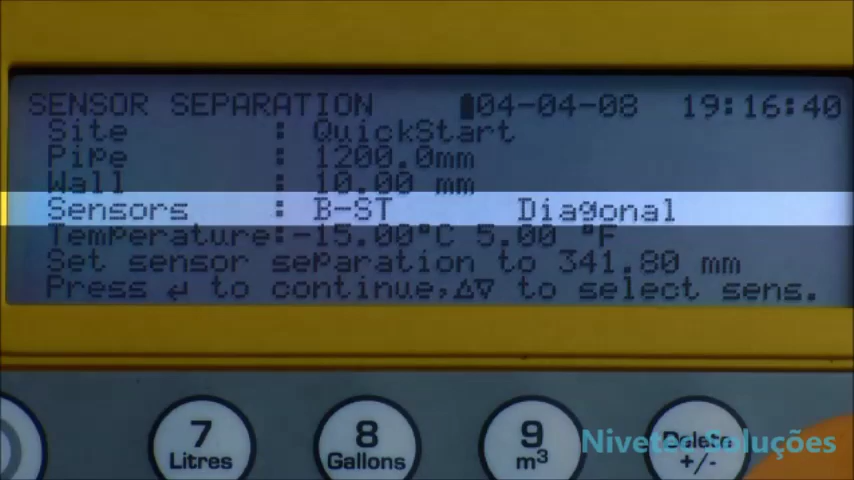 SENSOR SEPARATION 04-04-08 19:16:40
Site : QuickStart
Pipe : 1200.0mm
Wall : 10.00 mm
Sensors : B-ST Diagonal
Temperature:-15.00°C 5.00 °F
Set sensor separation to 341.80 mm
Press ↵ to continue,△▽ to select sens.
7 Litres
8 Gallons
9 m³
Delete +/-
Nivetec Soluções